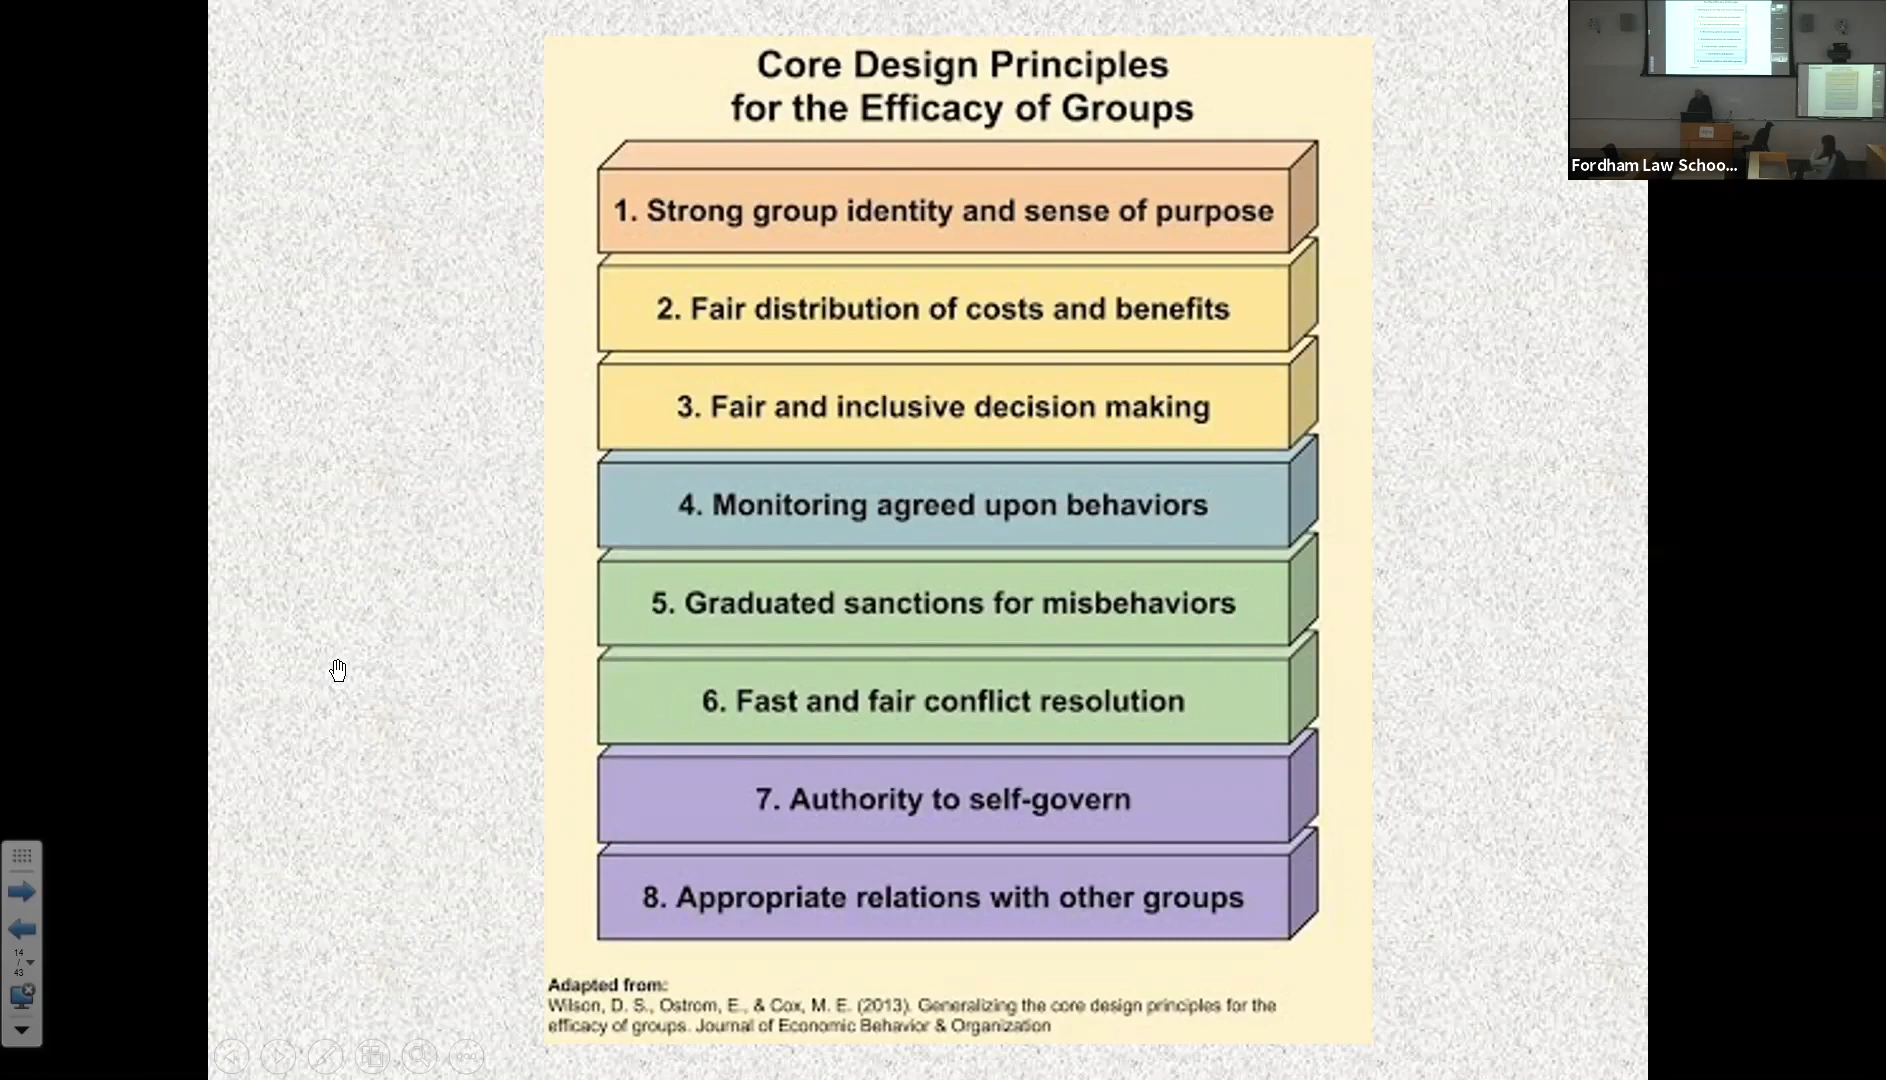 Core Design Principles
for the Efficacy of Groups
1. Strong group identity and sense of purpose
2. Fair distribution of costs and benefits
3. Fair and inclusive decision making
4. Monitoring agreed upon behaviors
5. Graduated sanctions for misbehaviors
6. Fast and fair conflict resolution
7. Authority to self-govern
8. Appropriate relations with other groups
Adapted from:
Wilson, D. S., Ostrom, E., & Cox, M. E. (2013). Generalizing the core design principles for the
efficacy of groups. Journal of Economic Behavior & Organization
Fordham Law Schoo...
14
/
43